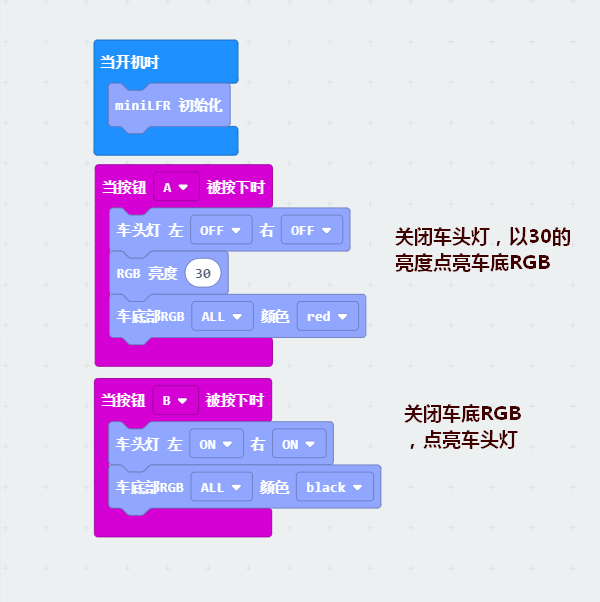 当开机时
miniLFR 初始化
当按钮 A 被按下时
车头灯 左 OFF 右 OFF
RGB 亮度 30
车底部RGB ALL 颜色 red
关闭车头灯，以30的
亮度点亮车底RGB
当按钮 B 被按下时
车头灯 左 ON 右 ON
车底部RGB ALL 颜色 black
关闭车底RGB
，点亮车头灯